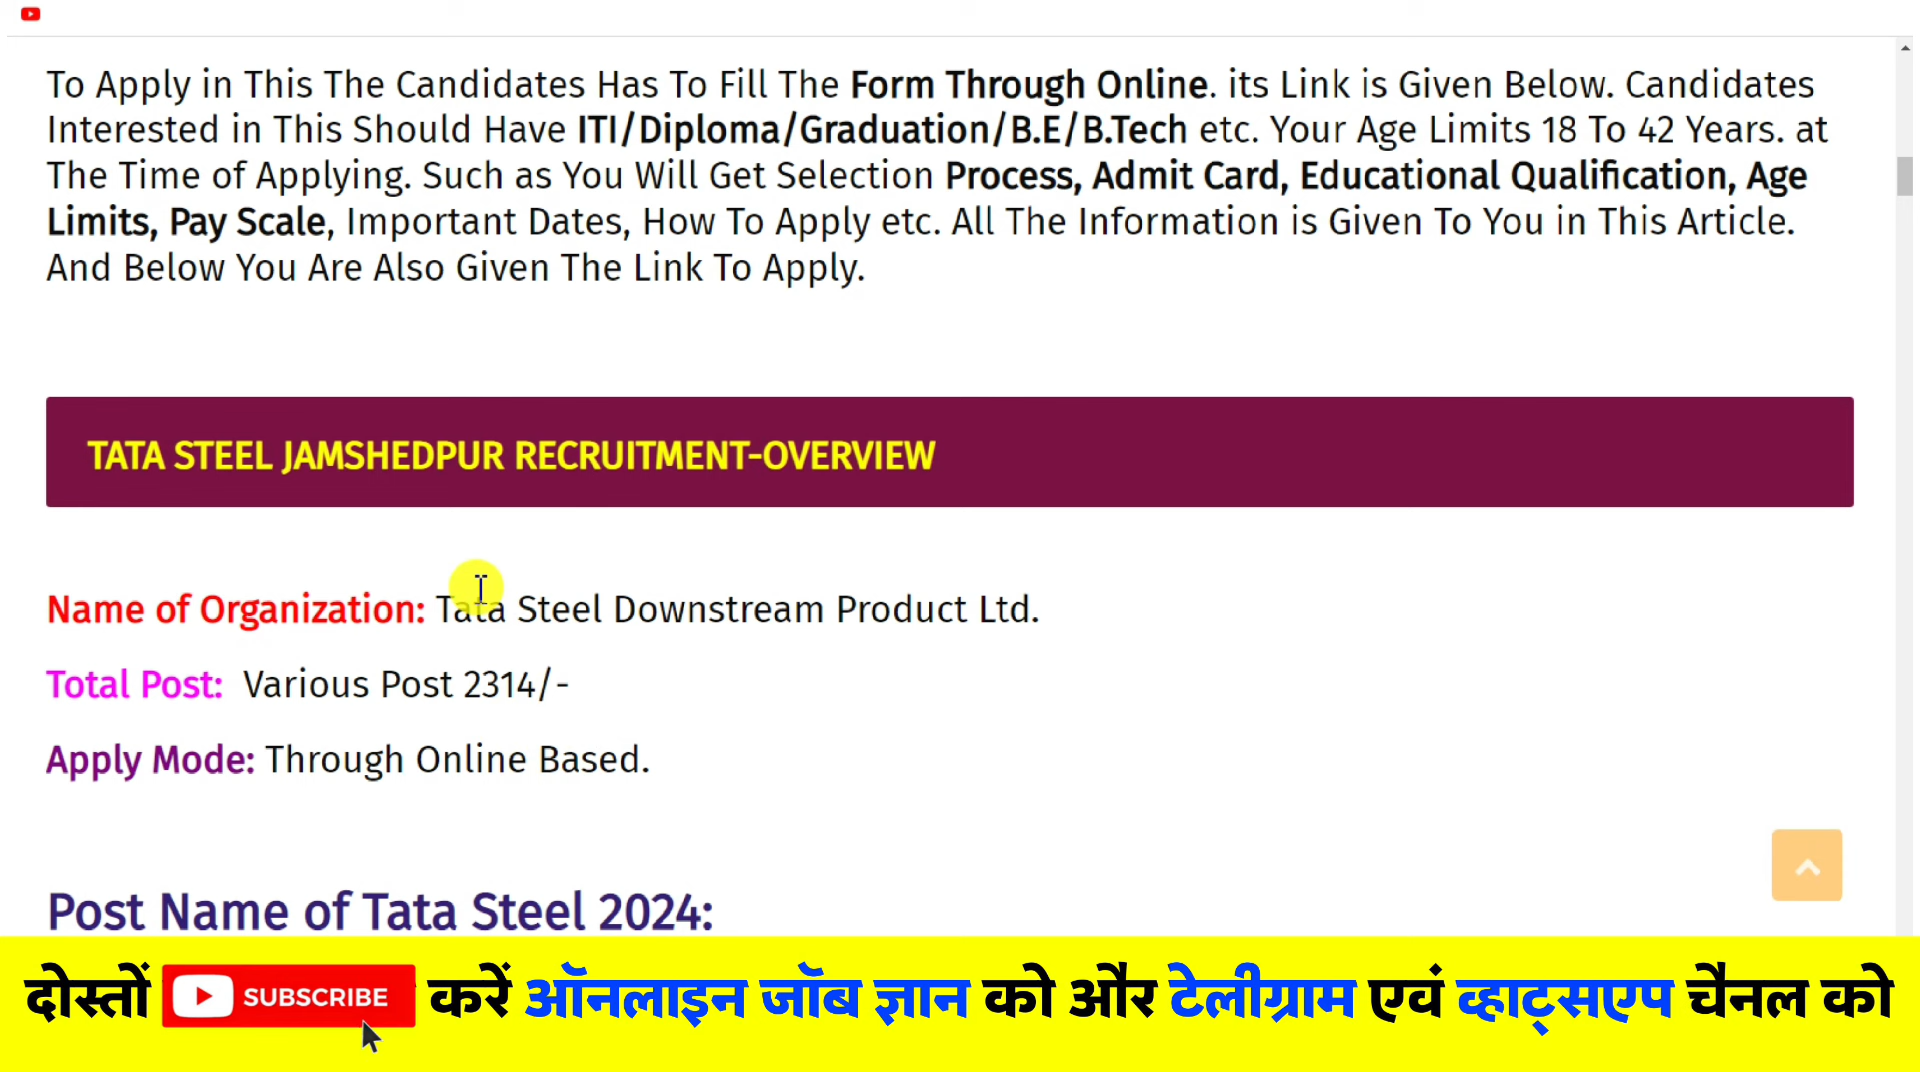 To Apply in This The Candidates Has To Fill The Form Through Online. its Link is Given Below. Candidates
Interested in This Should Have ITI/Diploma/Graduation/B.E/B.Tech etc. Your Age Limits 18 To 42 Years. at
The Time of Applying. Such as You Will Get Selection Process, Admit Card, Educational Qualification, Age
Limits, Pay Scale, Important Dates, How To Apply etc. All The Information is Given To You in This Article.
And Below You Are Also Given The Link To Apply.
TATA STEEL JAMSHEDPUR RECRUITMENT-OVERVIEW
Name of Organization: Tata Steel Downstream Product Ltd.
Total Post: Various Post 2314/-
Apply Mode: Through Online Based.
Post Name of Tata Steel 2024:
दोस्तों SUBSCRIBE करें ऑनलाइन जॉब ज्ञान को और टेलीग्राम एवं व्हाट्सएप चैनल को